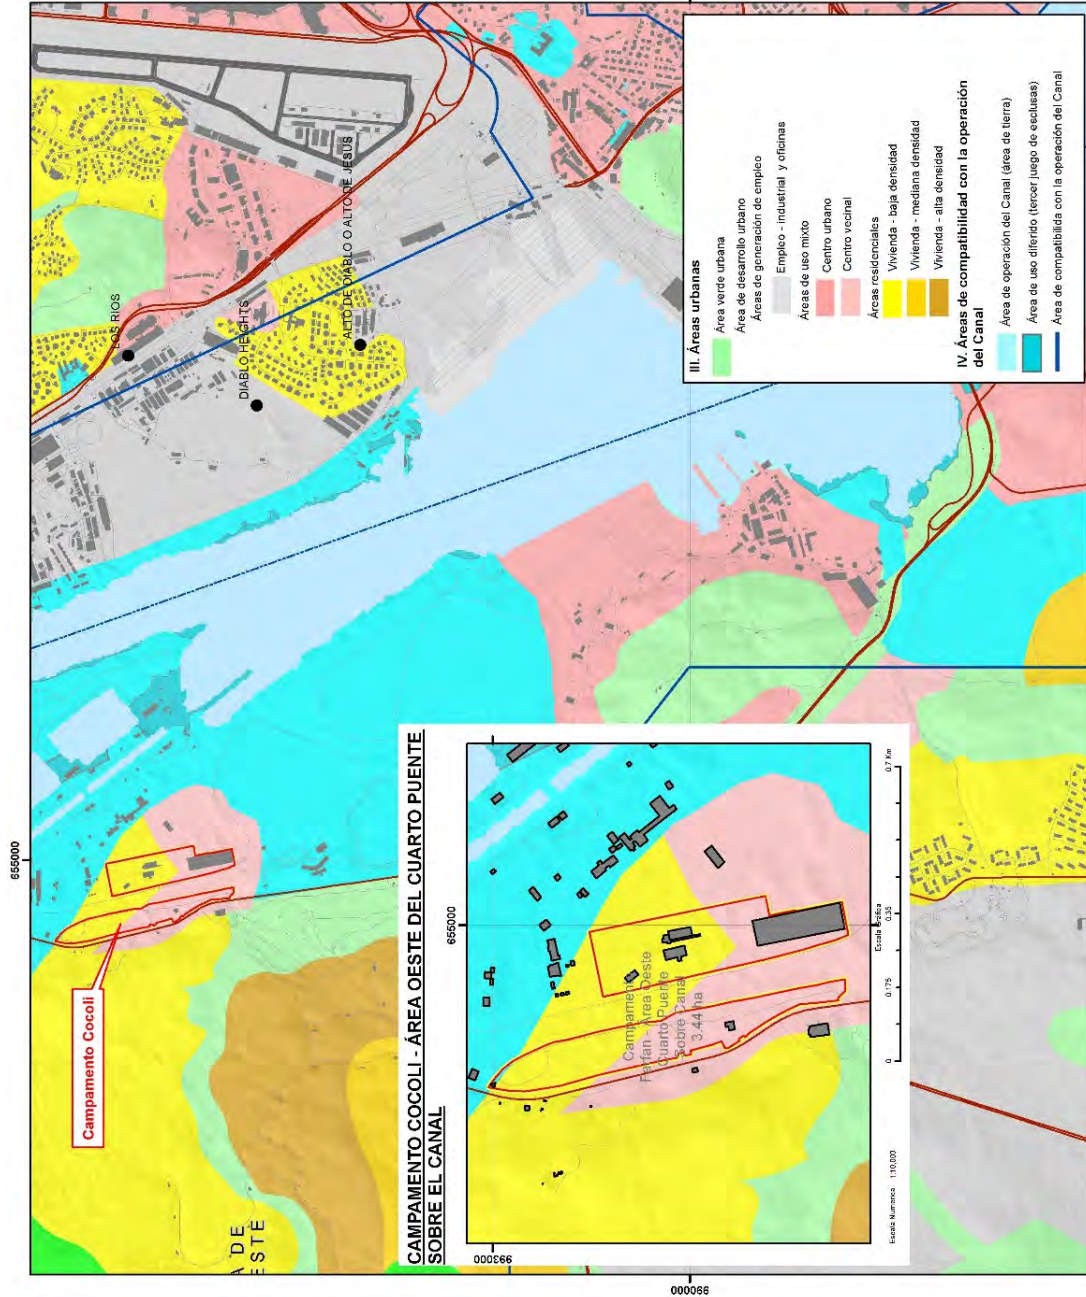 655000
LOS RIOS
DIABLO HEIGHTS
ALTO DE DIABLO O ALTO DE JESUS
Campamento Cocoli
A DE
ESTE
CAMPAMENTO COCOLI - ÁREA OESTE DEL CUARTO PUENTE
SOBRE EL CANAL
655000
Campamen
Farfan - Área Oeste
Cuarto Puente
Sobre Canal
3.44 ha
Escala Numerica 1:10,000
Escala Gráfica
0 0.175 0.35 0.7 Km
III. Áreas urbanas
Área verde urbana
Área de desarrollo urbano
Áreas de generación de empleo
Empleo - industrial y oficinas
Áreas de uso mixto
Centro urbano
Centro vecinal
Áreas residenciales
Vivienda - baja densidad
Vivienda - mediana densidad
Vivienda - alta densidad
IV. Áreas de compatibilidad con la operación
del Canal
Área de operación del Canal (área de tierra)
Área de uso diferido (tercer juego de esclusas)
Área de compatibilida con la operación del Canal